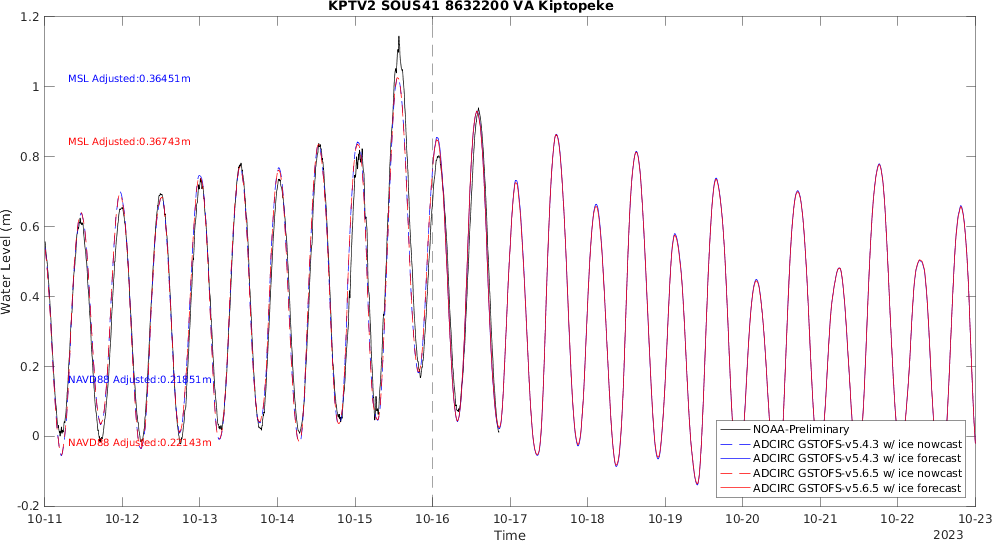 KPTV2 SOUS41 8632200 VA Kiptopeke
1.2
1
0.8
0.6
0.4
0.2
0
-0.2
Water Level (m)
MSL Adjusted:0.36451m
MSL Adjusted:0.36743m
NAVD88 Adjusted:0.21851m
NAVD88 Adjusted:0.22143m
NOAA-Preliminary
ADCIRC GSTOFS-v5.4.3 w/ ice nowcast
ADCIRC GSTOFS-v5.4.3 w/ ice forecast
ADCIRC GSTOFS-v5.6.5 w/ ice nowcast
ADCIRC GSTOFS-v5.6.5 w/ ice forecast
10-11 10-12 10-13 10-14 10-15 10-16 10-17 10-18 10-19 10-20 10-21 10-22 10-23
Time
2023